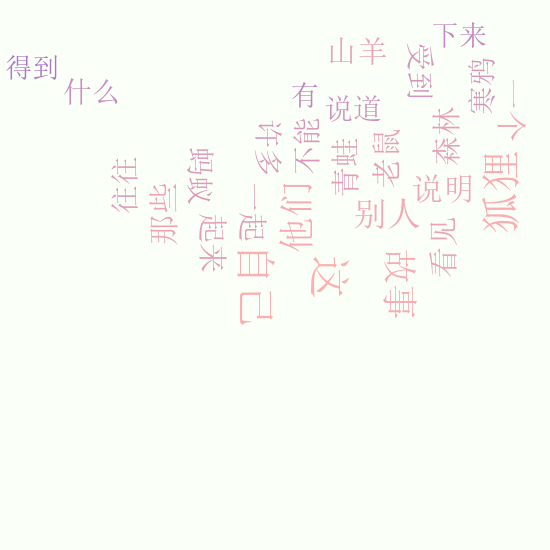 下来
山羊
受到
得到
寒鸦
什么
有
说道
一个
许多
不能
森林
老鼠
青蛙
蚂蚁
狐狸
往往
那些
说明
他们
别人
一起
起来
看见
自己
这
故事